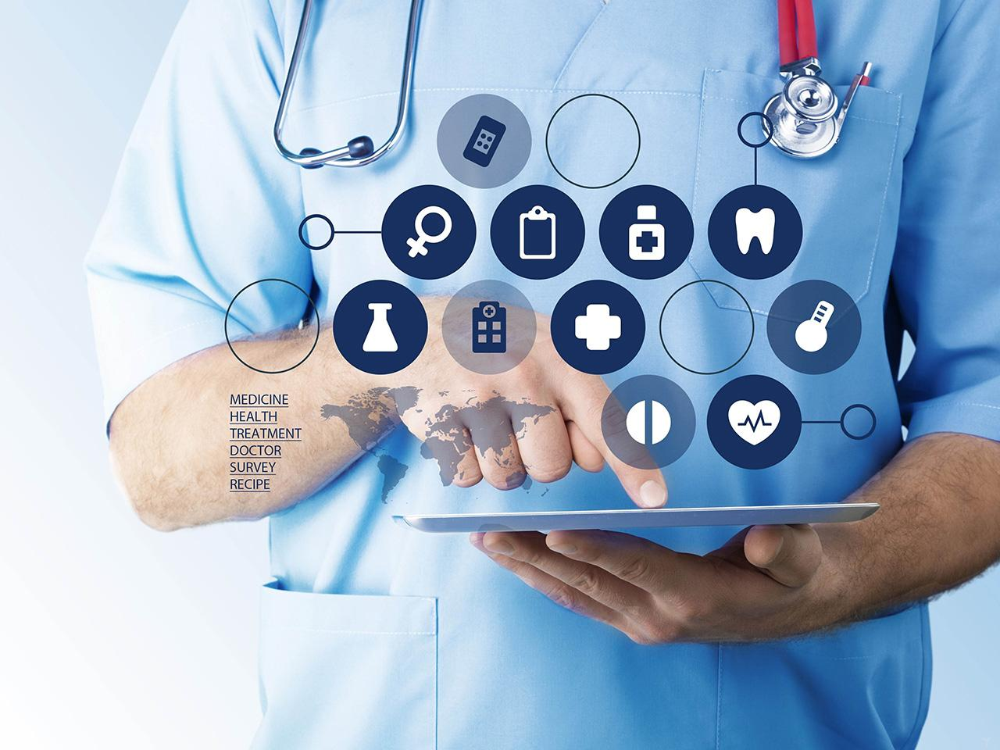 MEDICINE
HEALTH
TREATMENT
DOCTOR
SURVEY
RECIPE